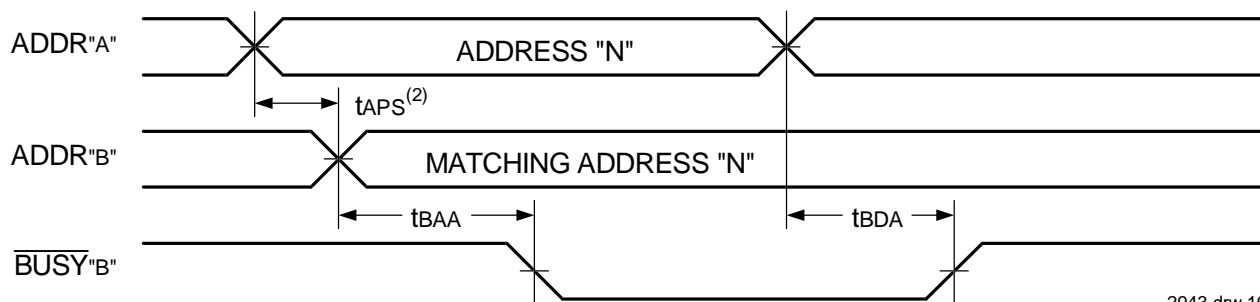 ADDR"A"
ADDRESS "N"
tAPS(2)
ADDR"B"
MATCHING ADDRESS "N"
tBAA
tBDA
BUSY"B"